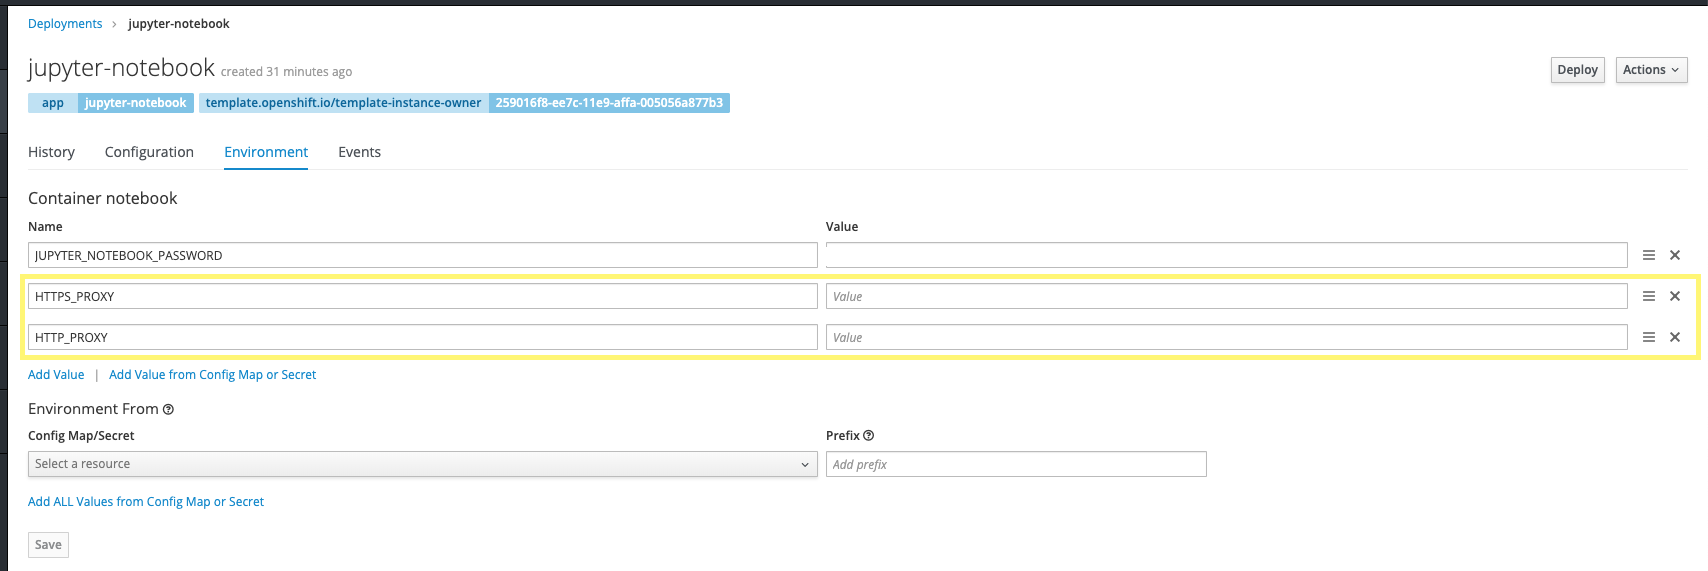 Deployments › jupyter-notebook
jupyter-notebook created 31 minutes ago
Deploy Actions
app jupyter-notebook template.openshift.io/template-instance-owner 259016f8-ee7c-11e9-affa-005056a877b3
History Configuration Environment Events
Container notebook
Name Value
JUPYTER_NOTEBOOK_PASSWORD
HTTPS_PROXY Value
HTTP_PROXY Value
Add Value | Add Value from Config Map or Secret
Environment From
Config Map/Secret Prefix
Select a resource Add prefix
Add ALL Values from Config Map or Secret
Save